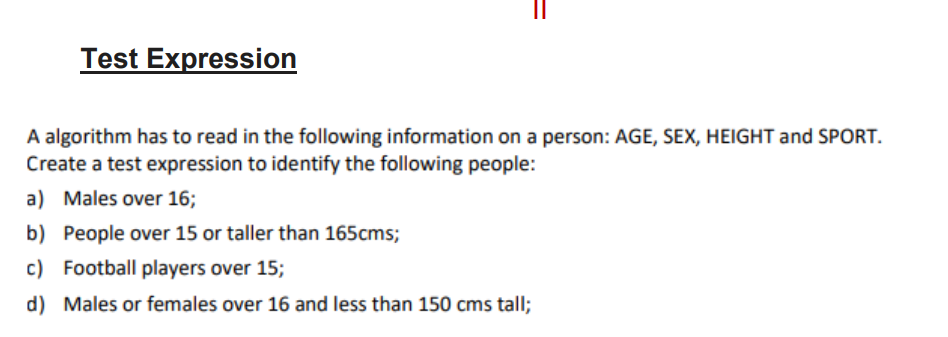 Test Expression
A algorithm has to read in the following information on a person: AGE, SEX, HEIGHT and SPORT.
Create a test expression to identify the following people:
a) Males over 16;
b) People over 15 or taller than 165cms;
c) Football players over 15;
d) Males or females over 16 and less than 150 cms tall;